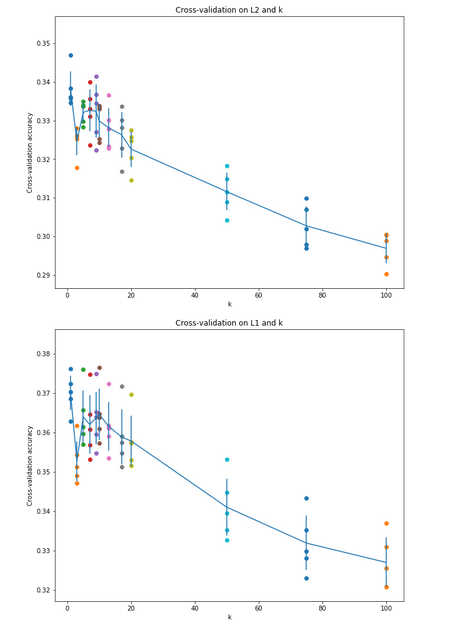 Cross-validation on L2 and k
Cross-validation accuracy
0.35
0.34
0.33
0.32
0.31
0.30
0.29
0 20 40 60 80 100
k
Cross-validation on L1 and k
Cross-validation accuracy
0.38
0.37
0.36
0.35
0.34
0.33
0.32
0 20 40 60 80 100
k